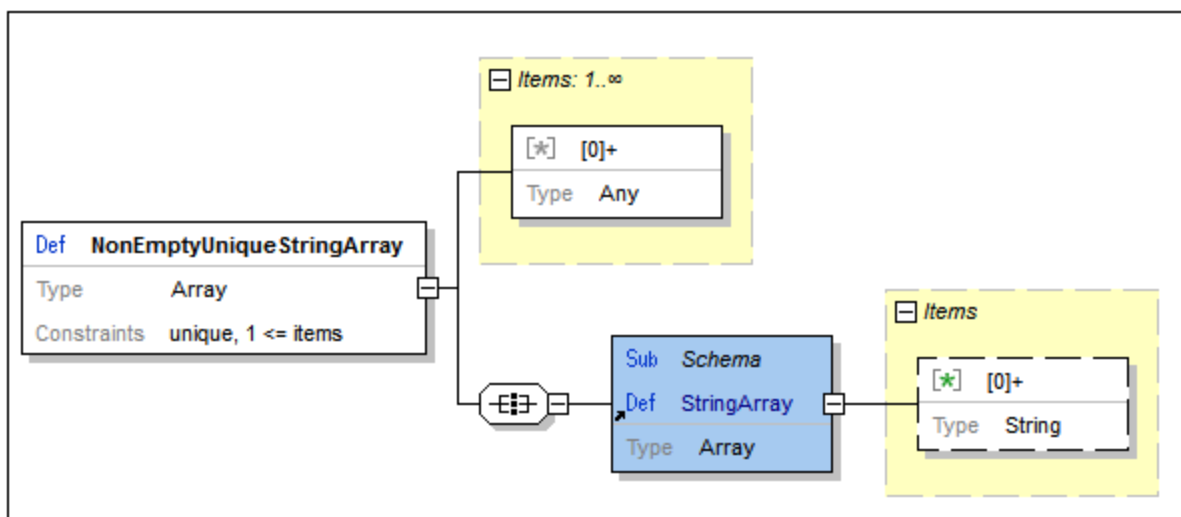 Items: 1..∞
[*] [0]+
Type Any
Def NonEmptyUniqueStringArray
Type Array
Constraints unique, 1 <= items
Items
Sub Schema
Def StringArray
Type Array
[*] [0]+
Type String